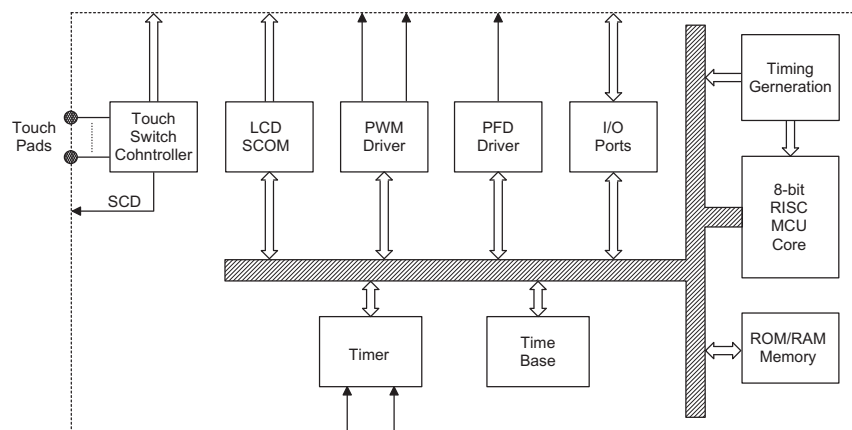 Touch
Pads
Touch
Switch
Cohntroller
SCD
LCD
SCOM
PWM
Driver
PFD
Driver
I/O
Ports
Timing
Gerneration
8-bit
RISC
MCU
Core
Timer
Time
Base
ROM/RAM
Memory